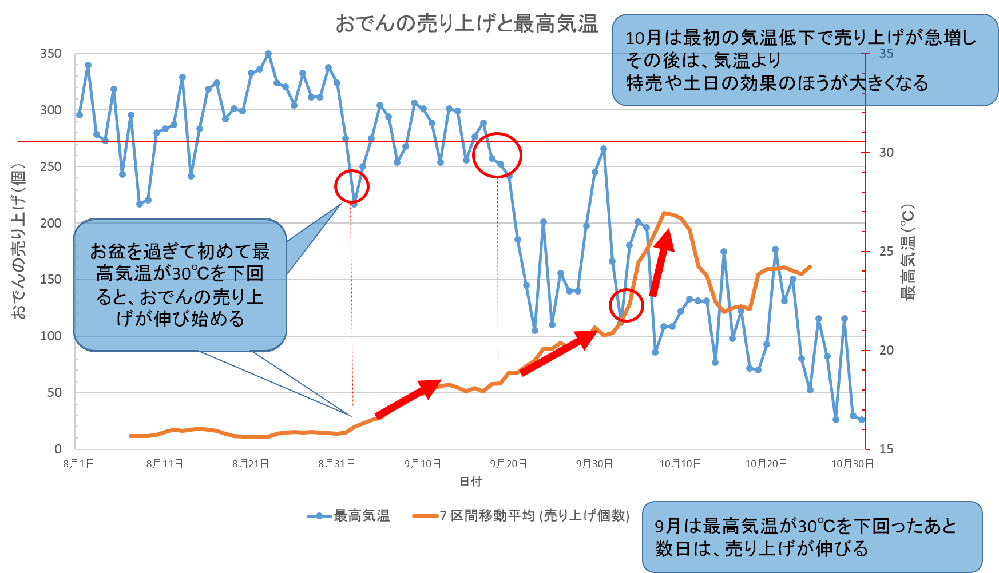 おでんの売り上げと最高気温
10月は最初の気温低下で売り上げが急増し
その後は、気温より
特売や土日の効果のほうが大きくなる
350
300
250
200
150
100
50
0
おでんの売り上げ(個)
35
30
25
20
15
最高気温(℃)
お盆を過ぎて初めて最
高気温が30℃を下回
ると、おでんの売り上
げが伸び始める
8月1日
8月11日
8月21日
8月31日
9月10日
9月20日
9月30日
10月10日
10月20日
10月30日
日付
最高気温
7 区間移動平均 (売り上げ個数)
9月は最高気温が30℃を下回ったあと
数日は、売り上げが伸びる